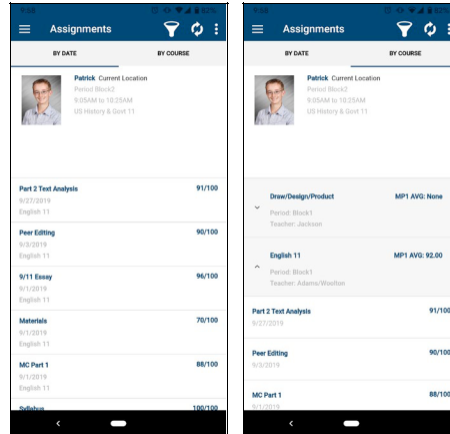 Assignments
BY DATE
BY COURSE
Patrick Current Location
Period Block2
9:05AM to 10:25AM
US History & Govt 11
Part 2 Text Analysis
91/100
9/27/2019
English 11
Peer Editing
90/100
9/3/2019
English 11
9/11 Essay
96/100
9/1/2019
English 11
Materials
70/100
9/1/2019
English 11
MC Part 1
88/100
9/1/2019
English 11
Syllabus
100/100
Assignments
BY DATE
BY COURSE
Patrick Current Location
Period Block2
9:05AM to 10:25AM
US History & Govt 11
Draw/Design/Product
MP1 AVG: None
Period: Block1
Teacher: Jackson
English 11
MP1 AVG: 92.00
Period: Block1
Teacher: Adams/Woolton
Part 2 Text Analysis
91/100
9/27/2019
Peer Editing
90/100
9/3/2019
MC Part 1
88/100
9/1/2019